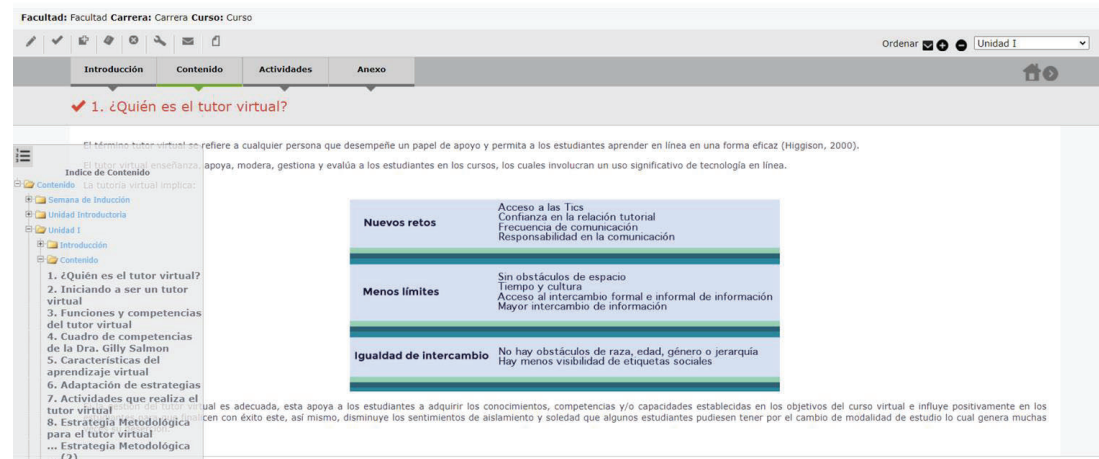 Facultad: Facultad Carrera: Carrera Curso: Curso
Ordenar
Unidad I
Introducción
Contenido
Actividades
Anexo
1. ¿Quién es el tutor virtual?
El término tutor virtual se refiere a cualquier persona que desempeñe un papel de apoyo y permita a los estudiantes aprender en línea en una forma eficaz (Higgison, 2000).
El tutor virtual enseñanza, apoya, modera, gestiona y evalúa a los estudiantes en los cursos, los cuales involucran un uso significativo de tecnología en línea.
La tutoría virtual implica:
Indice de Contenido
Contenido
Semana de Inducción
Unidad Introductoria
Unidad I
Introducción
Contenido
1. ¿Quién es el tutor virtual?
2. Iniciando a ser un tutor
virtual
3. Funciones y competencias
del tutor virtual
4. Cuadro de competencias
de la Dra. Gilly Salmon
5. Características del
aprendizaje virtual
6. Adaptación de estrategias
7. Actividades que realiza el
tutor virtual
8. Estrategia Metodológica
para el tutor virtual
... Estrategia Metodológica
(2)
Nuevos retos
Acceso a las Tics
Confianza en la relación tutorial
Frecuencia de comunicación
Responsabilidad en la comunicación
Menos límites
Sin obstáculos de espacio
Tiempo y cultura
Acceso al intercambio formal e informal de información
Mayor intercambio de información
Igualdad de intercambio
No hay obstáculos de raza, edad, género o jerarquía
Hay menos visibilidad de etiquetas sociales
del tutor virtual es adecuada, esta apoya a los estudiantes a adquirir los conocimientos, competencias y/o capacidades establecidas en los objetivos del curso virtual e influye positivamente en los
con éxito este, así mismo, disminuye los sentimientos de aislamiento y soledad que algunos estudiantes pudiesen tener por el cambio de modalidad de estudio lo cual genera muchas